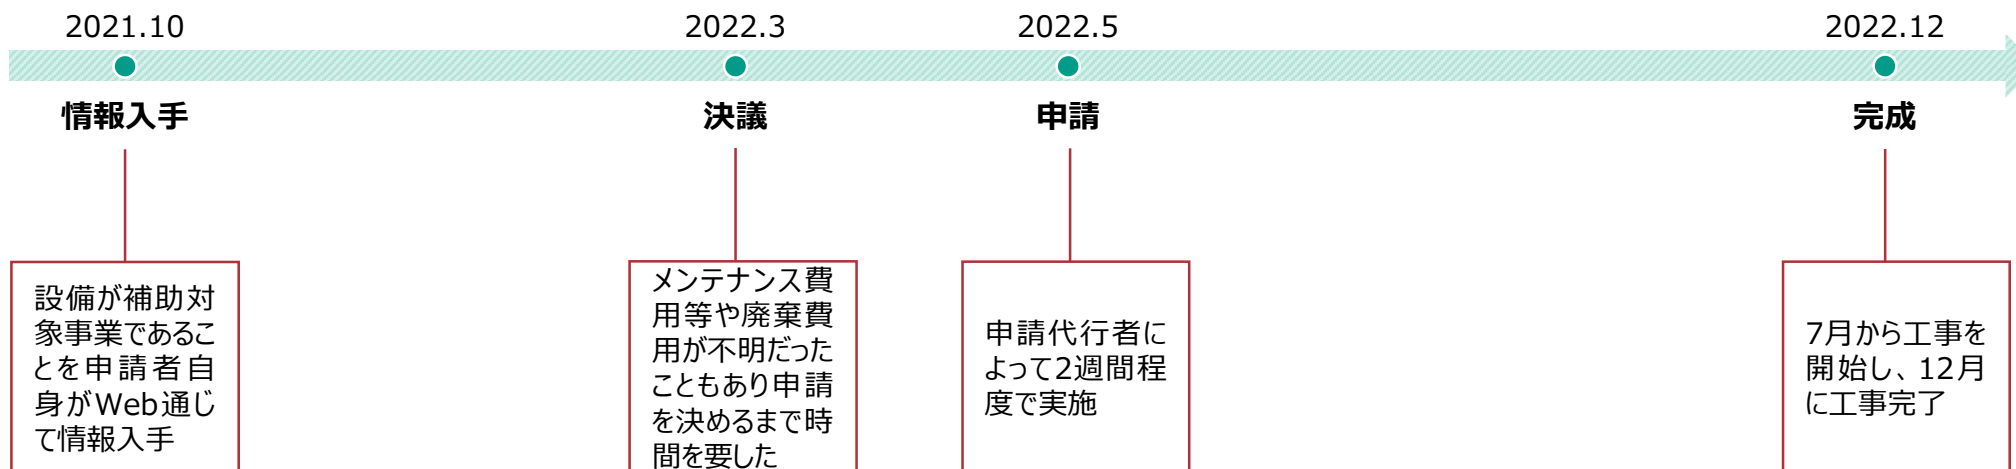 2021.10
2022.3
2022.5
2022.12
情報入手
決議
申請
完成
設備が補助対
象事業であるこ
とを申請者自
身がWeb通じ
て情報入手
メンテナンス費
用等や廃棄費
用が不明だった
こともあり申請
を決めるまで時
間を要した
申請代行者に
よって2週間程
度で実施
7月から工事を
開始し、12月
に工事完了